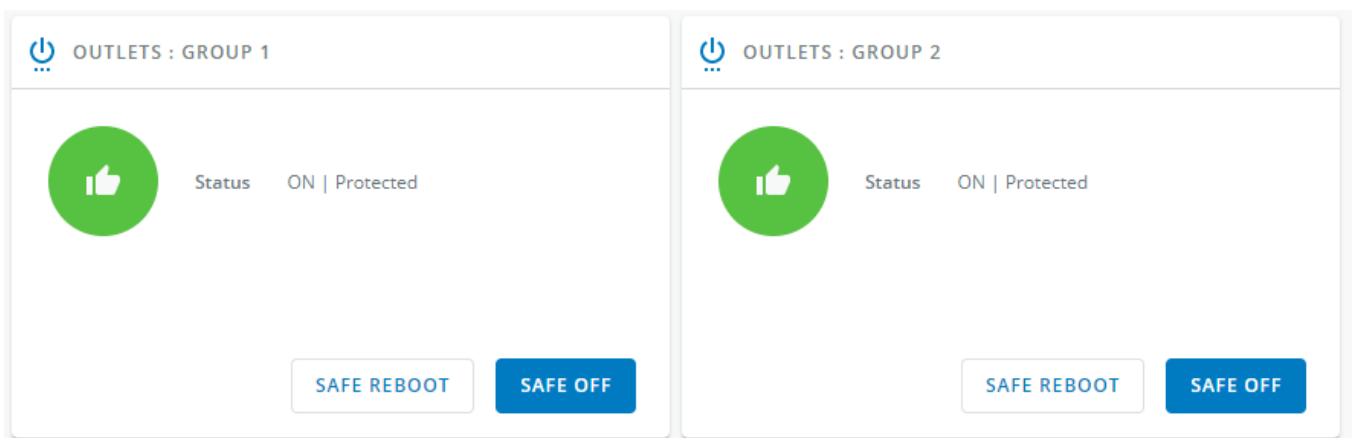 OUTLETS : GROUP 1
Status ON | Protected
SAFE REBOOT SAFE OFF
OUTLETS : GROUP 2
Status ON | Protected
SAFE REBOOT SAFE OFF